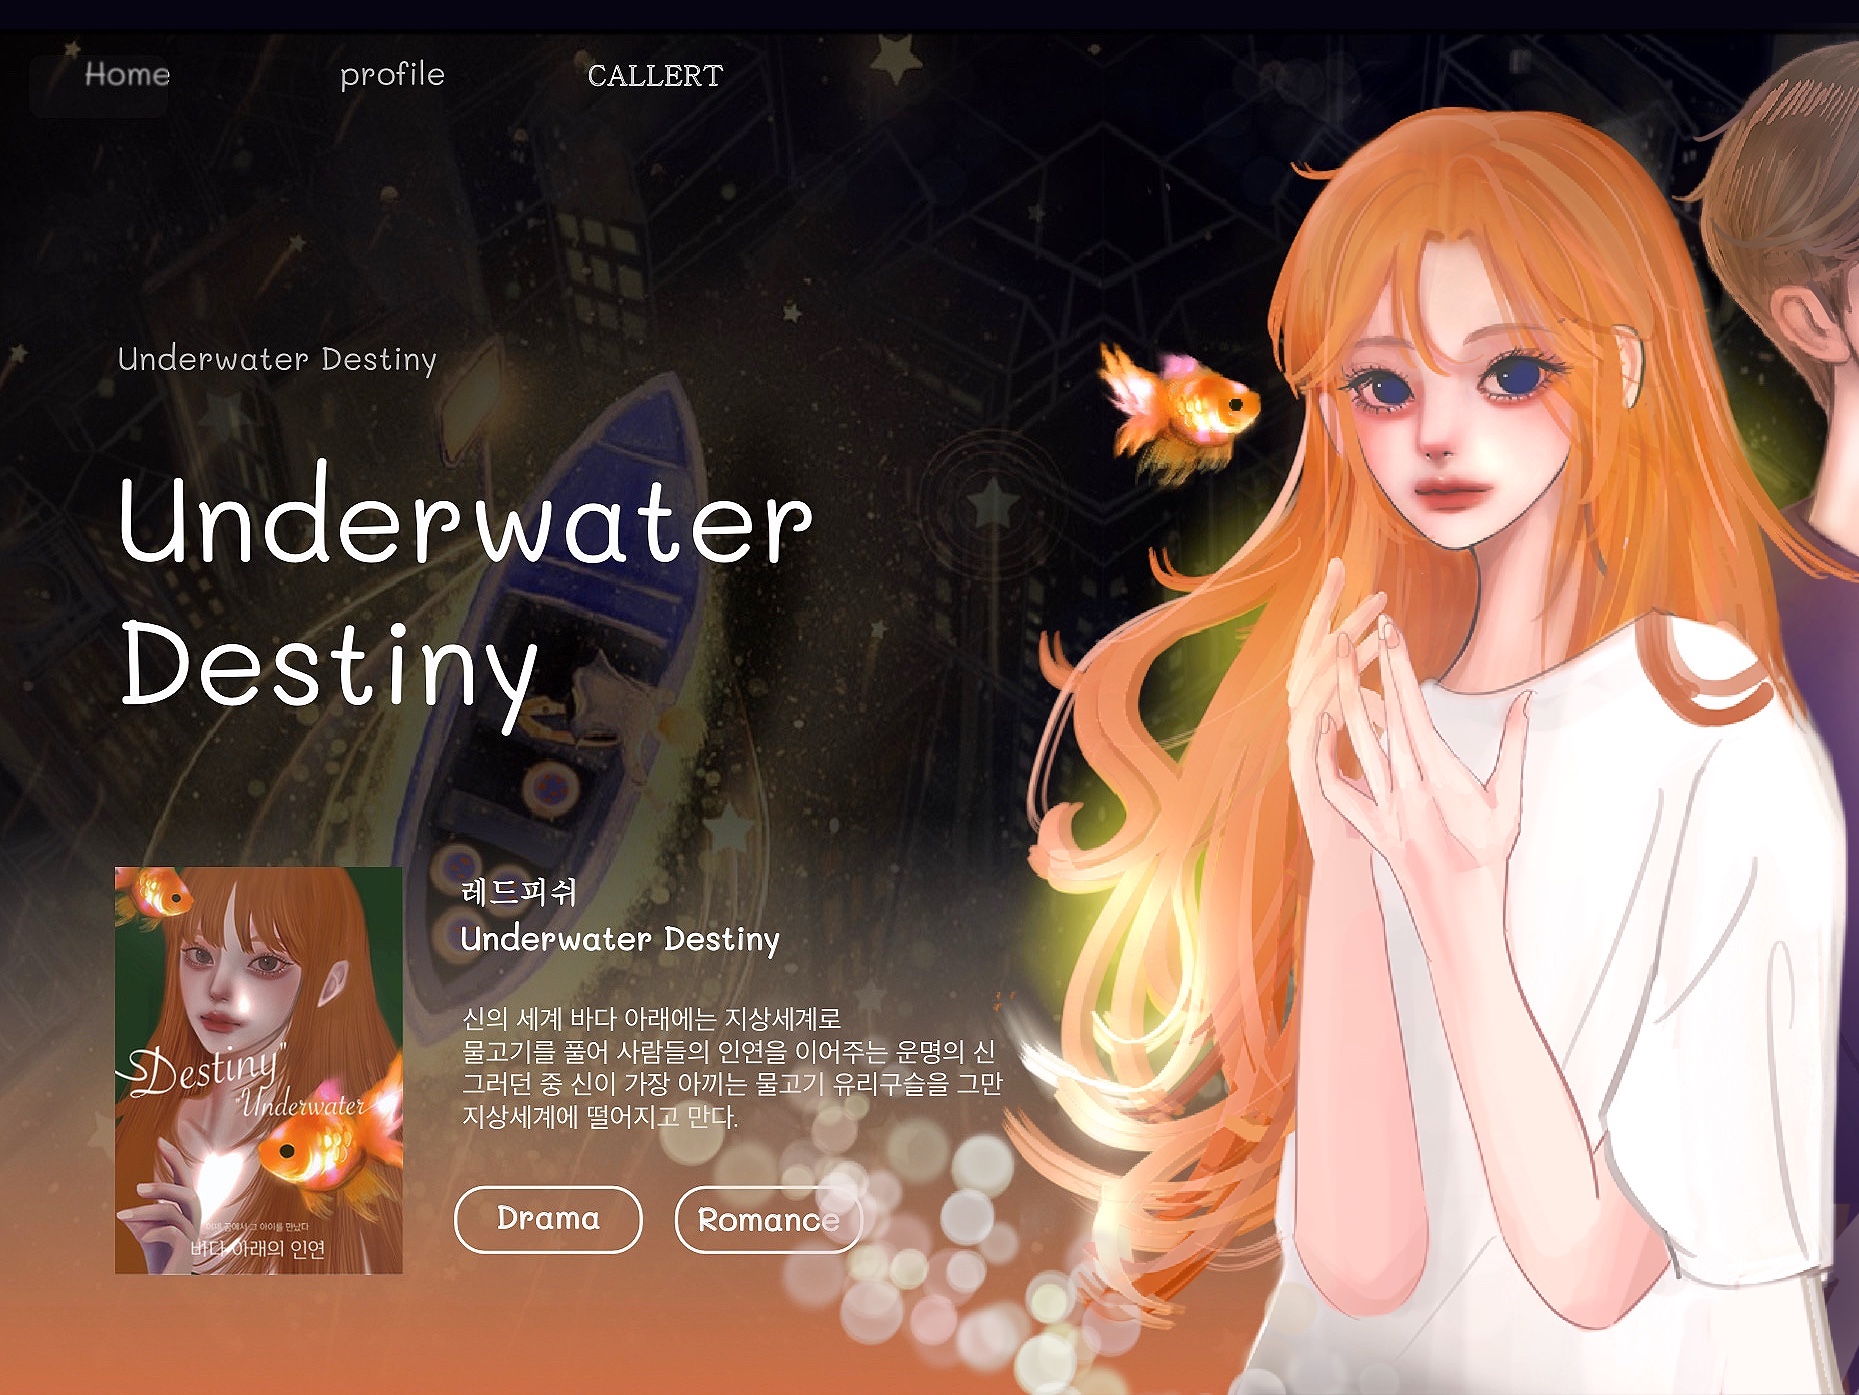 Home
profile
CALLERT
Underwater Destiny
Underwater
Destiny
레드피쉬
Underwater Destiny
신의 세계 바다 아래에는 지상세계로
물고기를 풀어 사람들의 인연을 이어주는 운명의 신
그러던 중 신이 가장 아끼는 물고기 유리구슬을 그만
지상세계에 떨어지고 만다.
Drama
Romance
Destiny"
"Underwater
꿈에서 그 아이를 만났다
바다 아래의 인연